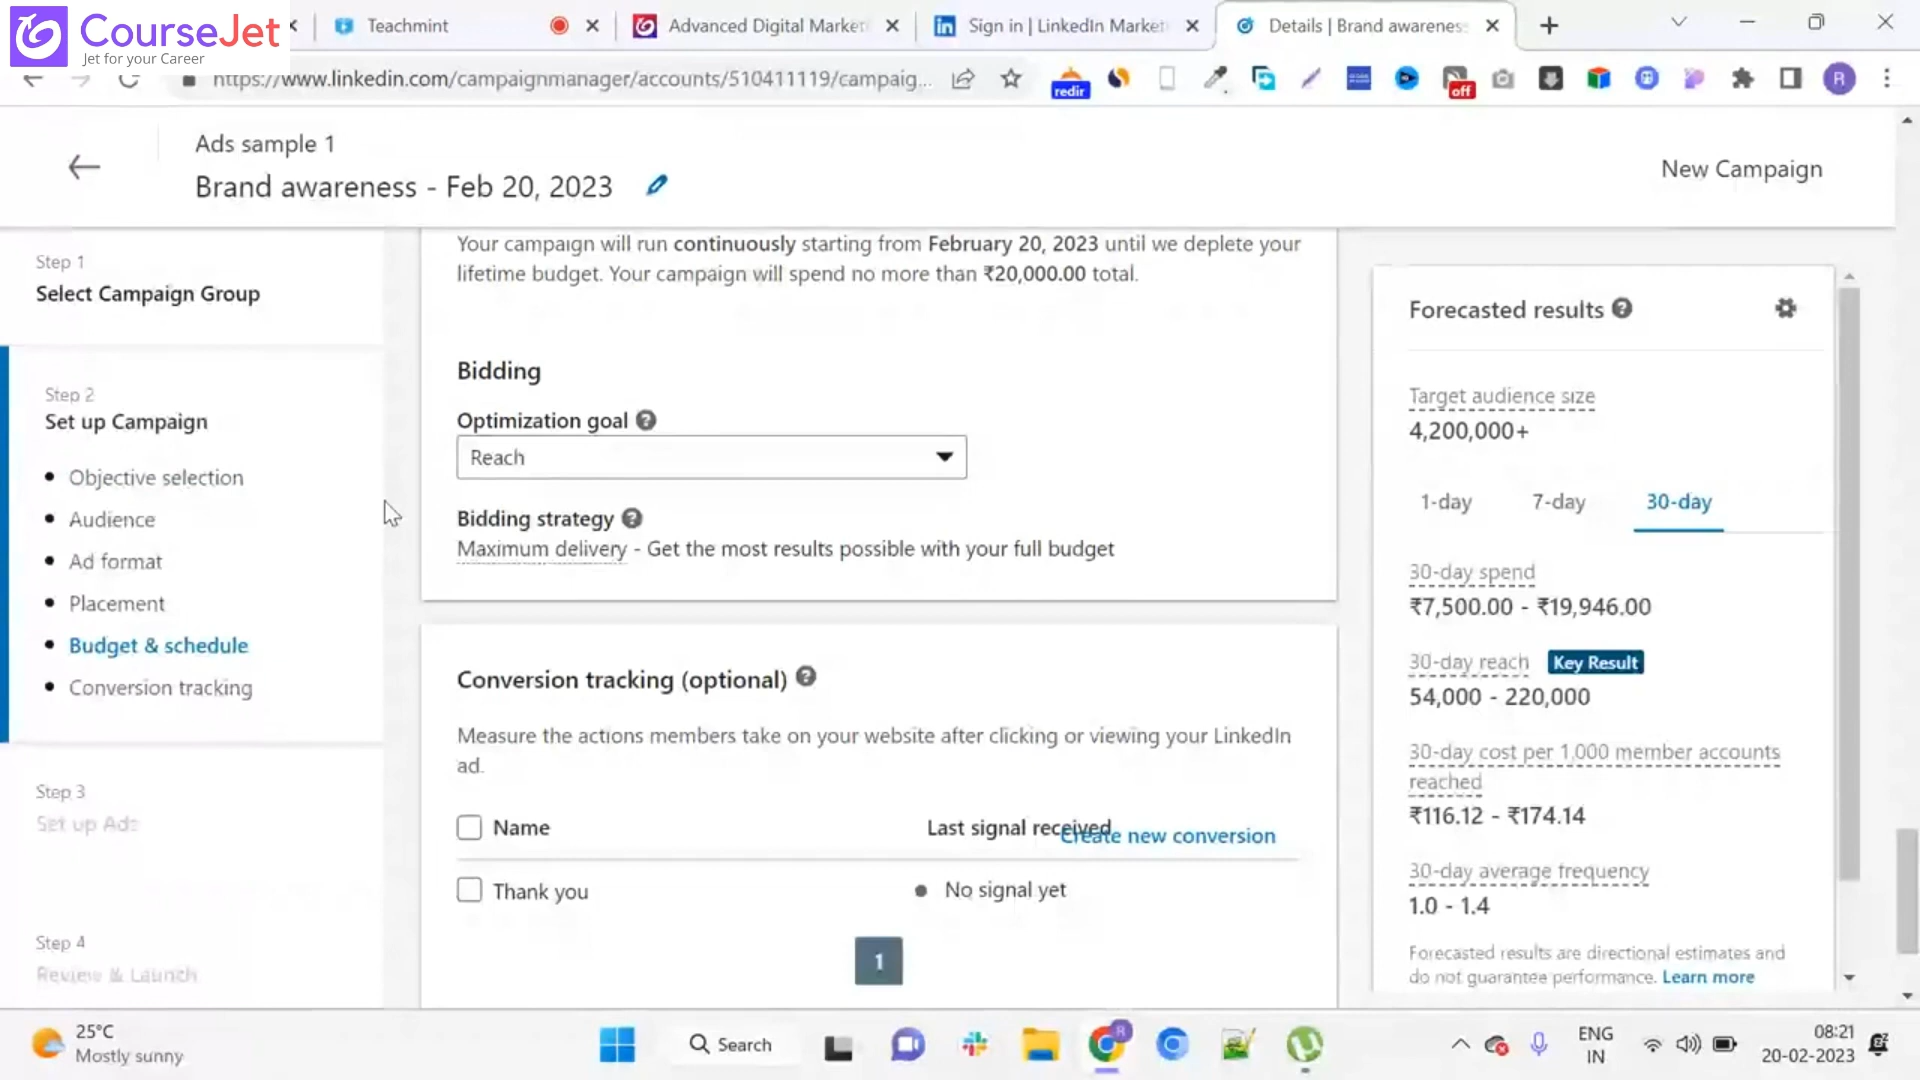 CourseJet
Jet for your Career
Teachmint
Advanced Digital Market
Sign in | LinkedIn Market
Details | Brand awareness
https://www.linkedin.com/campaignmanager/accounts/510411119/campaig...
redir
off
R
Ads sample 1
Brand awareness - Feb 20, 2023
New Campaign
Step 1
Select Campaign Group
Step 2
Set up Campaign
Objective selection
Audience
Ad format
Placement
Budget & schedule
Conversion tracking
Step 3
Set up Ads
Step 4
Review & Launch
Your campaign will run continuously starting from February 20, 2023 until we deplete your
lifetime budget. Your campaign will spend no more than ₹20,000.00 total.
Bidding
Optimization goal
Reach
Bidding strategy
Maximum delivery - Get the most results possible with your full budget
Conversion tracking (optional)
Measure the actions members take on your website after clicking or viewing your LinkedIn
ad.
Name Last signal received
Create new conversion
Thank you No signal yet
1
Forecasted results
Target audience size
4,200,000+
1-day 7-day 30-day
30-day spend
₹7,500.00 - ₹19,946.00
30-day reach Key Result
54,000 - 220,000
30-day cost per 1,000 member accounts
reached
₹116.12 - ₹174.14
30-day average frequency
1.0 - 1.4
Forecasted results are directional estimates and
do not guarantee performance. Learn more
25°C
Mostly sunny
Search
R
ENG
IN
08:21
20-02-2023